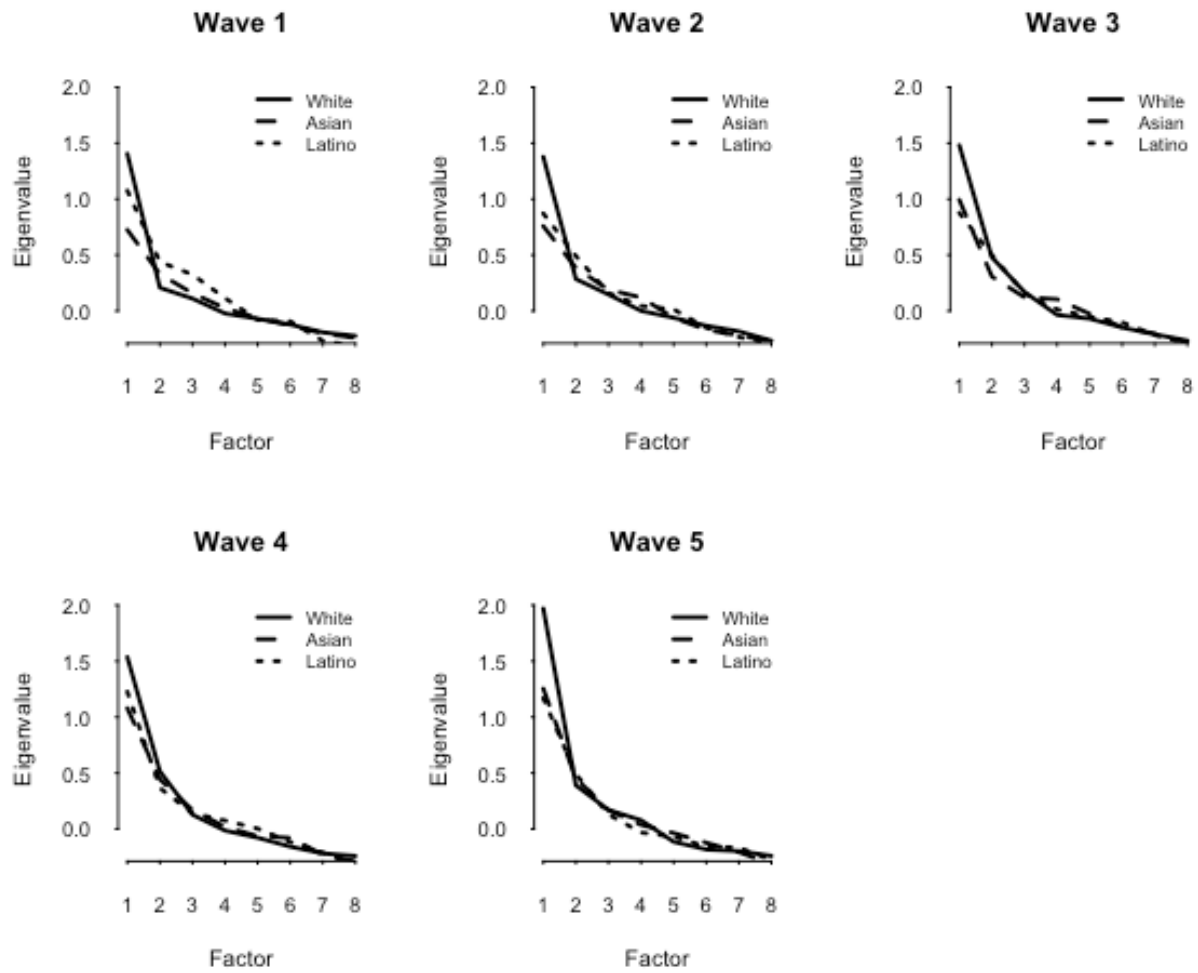 Wave 1
2.0
1.5
1.0
0.5
0.0
Eigenvalue
White
Asian
Latino
1 2 3 4 5 6 7 8
Factor
Wave 2
2.0
1.5
1.0
0.5
0.0
Eigenvalue
White
Asian
Latino
1 2 3 4 5 6 7 8
Factor
Wave 3
2.0
1.5
1.0
0.5
0.0
Eigenvalue
White
Asian
Latino
1 2 3 4 5 6 7 8
Factor
Wave 4
2.0
1.5
1.0
0.5
0.0
Eigenvalue
White
Asian
Latino
1 2 3 4 5 6 7 8
Factor
Wave 5
2.0
1.5
1.0
0.5
0.0
Eigenvalue
White
Asian
Latino
1 2 3 4 5 6 7 8
Factor